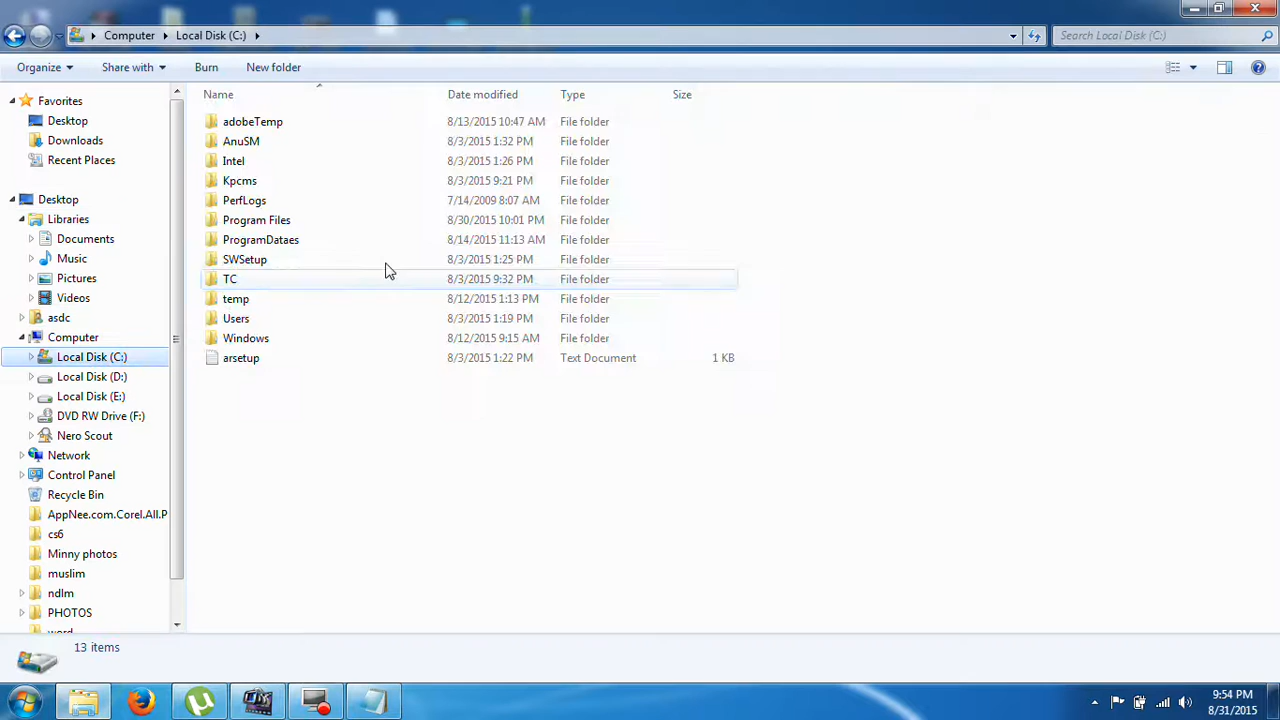 Computer Local Disk (C:) Search Local Disk (C:)
Organize Share with Burn New folder
Name Date modified Type Size
Favorites
Desktop
Downloads
Recent Places
Desktop
Libraries
Documents
Music
Pictures
Videos
asdc
Computer
Local Disk (C:)
Local Disk (D:)
Local Disk (E:)
DVD RW Drive (F:)
Nero Scout
Network
Control Panel
Recycle Bin
AppNee.com.Corel.All.P
cs6
Minny photos
muslim
ndlm
PHOTOS
word
adobeTemp 8/13/2015 10:47 AM File folder
AnuSM 8/3/2015 1:32 PM File folder
Intel 8/3/2015 1:26 PM File folder
Kpcms 8/3/2015 9:21 PM File folder
PerfLogs 7/14/2009 8:07 AM File folder
Program Files 8/30/2015 10:01 PM File folder
ProgramDataes 8/14/2015 11:13 AM File folder
SWSetup 8/3/2015 1:25 PM File folder
TC 8/3/2015 9:32 PM File folder
temp 8/12/2015 1:13 PM File folder
Users 8/3/2015 1:19 PM File folder
Windows 8/12/2015 9:15 AM File folder
arsetup 8/3/2015 1:22 PM Text Document 1 KB
13 items
9:54 PM
8/31/2015